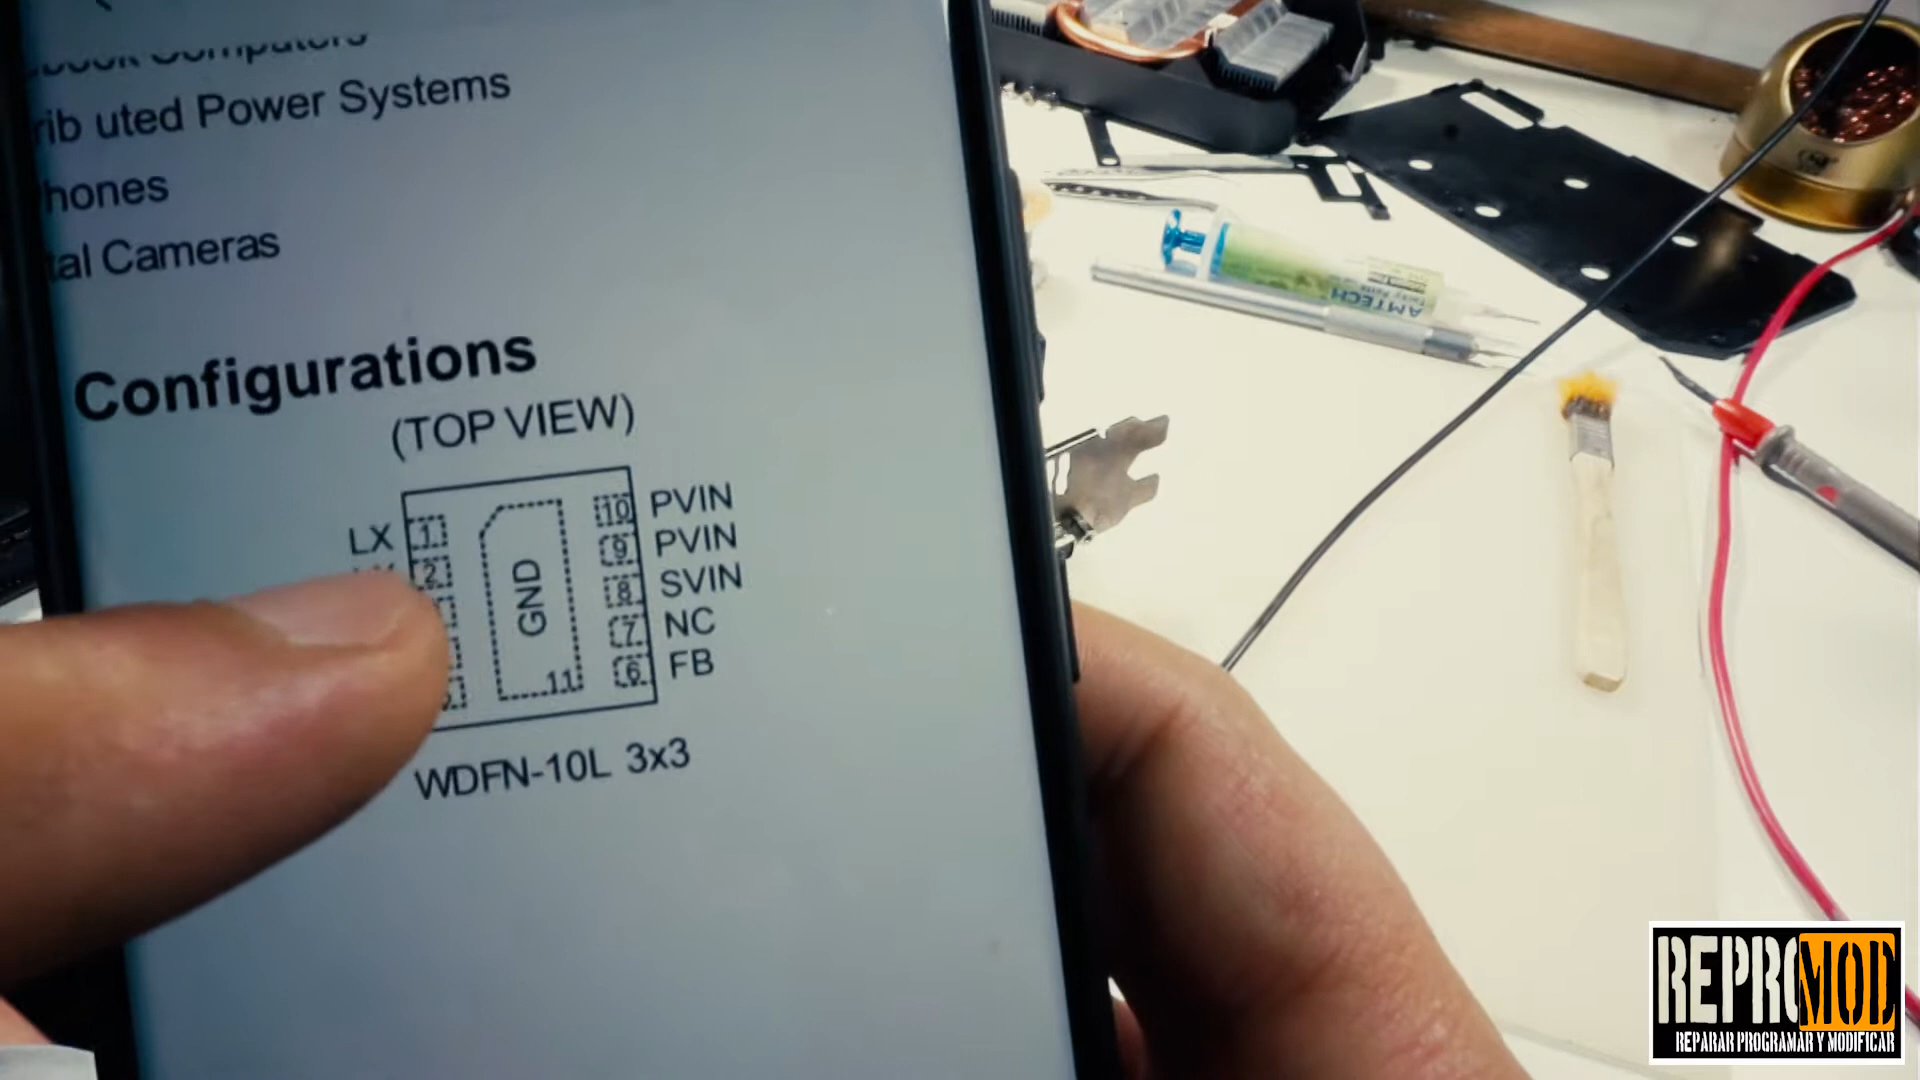 rib uted Power Systems
hones
tal Cameras
Configurations
(TOP VIEW)
LX 1 10 PVIN
2 9 PVIN
8 SVIN
GND
7 NC
11 6 FB
WDFN-10L 3x3
AMTECH
REPROMOD
REPARAR PROGRAMAR Y MODIFICAR